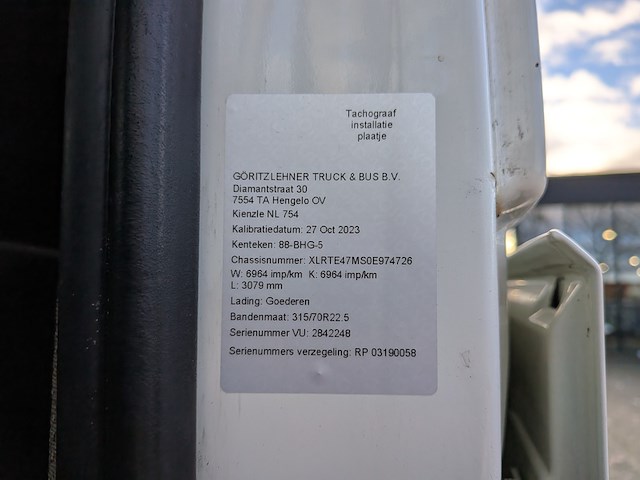 Tachograaf
installatie
plaatje
GÖRITZLEHNER TRUCK & BUS B.V.
Diamantstraat 30
7554 TA Hengelo OV
Kienzle NL 754
Kalibratiedatum: 27 Oct 2023
Kenteken: 88-BHG-5
Chassisnummer: XLRTE47MS0E974726
W: 6964 imp/km K: 6964 imp/km
L: 3079 mm
Lading: Goederen
Bandenmaat: 315/70R22.5
Serienummer VU: 2842248
Serienummers verzegeling: RP 03190058